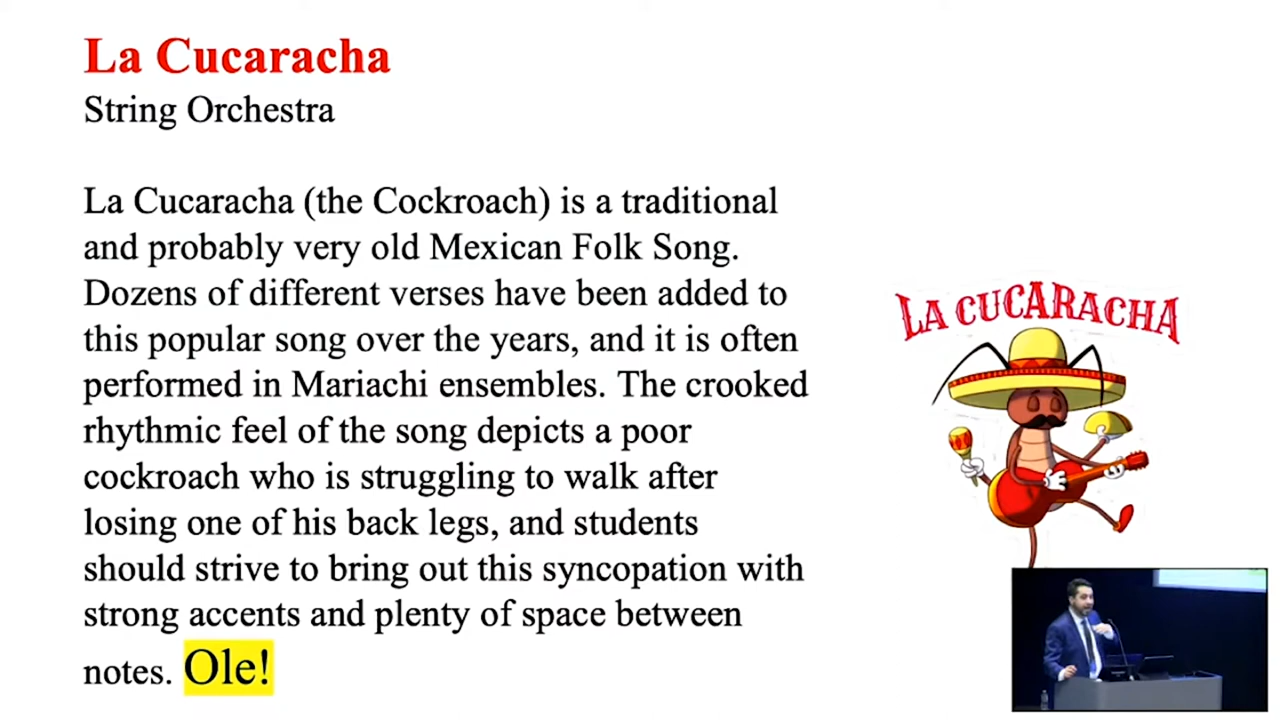 La Cucaracha
String Orchestra
La Cucaracha (the Cockroach) is a traditional
and probably very old Mexican Folk Song.
Dozens of different verses have been added to
this popular song over the years, and it is often
performed in Mariachi ensembles. The crooked
rhythmic feel of the song depicts a poor
cockroach who is struggling to walk after
losing one of his back legs, and students
should strive to bring out this syncopation with
strong accents and plenty of space between
notes. Ole!
LA CUCARACHA